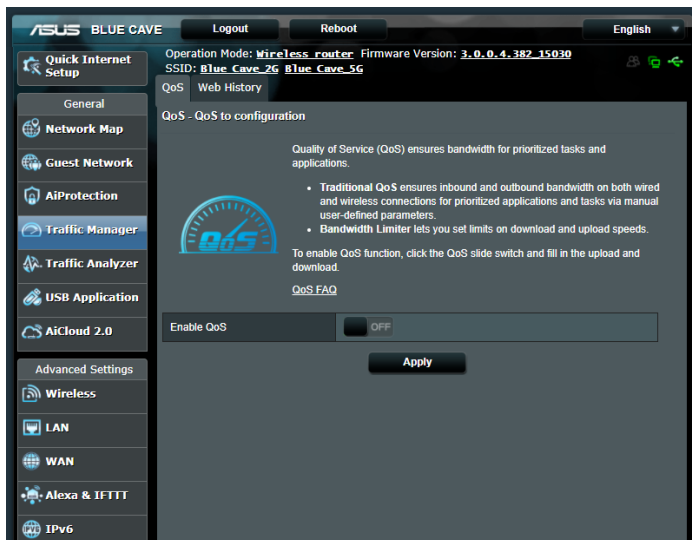 ASUS BLUE CAVE
Logout
Reboot
English
Quick Internet
Setup
Operation Mode: Wireless router Firmware Version: 3.0.0.4.382_15030
SSID: Blue Cave_2G Blue Cave_5G
General
Network Map
Guest Network
AiProtection
Traffic Manager
Traffic Analyzer
USB Application
AiCloud 2.0
Advanced Settings
Wireless
LAN
WAN
Alexa & IFTTT
IPv6
QoS
Web History
QoS - QoS to configuration
QoS
Quality of Service (QoS) ensures bandwidth for prioritized tasks and
applications.
• Traditional QoS ensures inbound and outbound bandwidth on both wired
and wireless connections for prioritized applications and tasks via manual
user-defined parameters.
• Bandwidth Limiter lets you set limits on download and upload speeds.
To enable QoS function, click the QoS slide switch and fill in the upload and
download.
QoS FAQ
Enable QoS
OFF
Apply